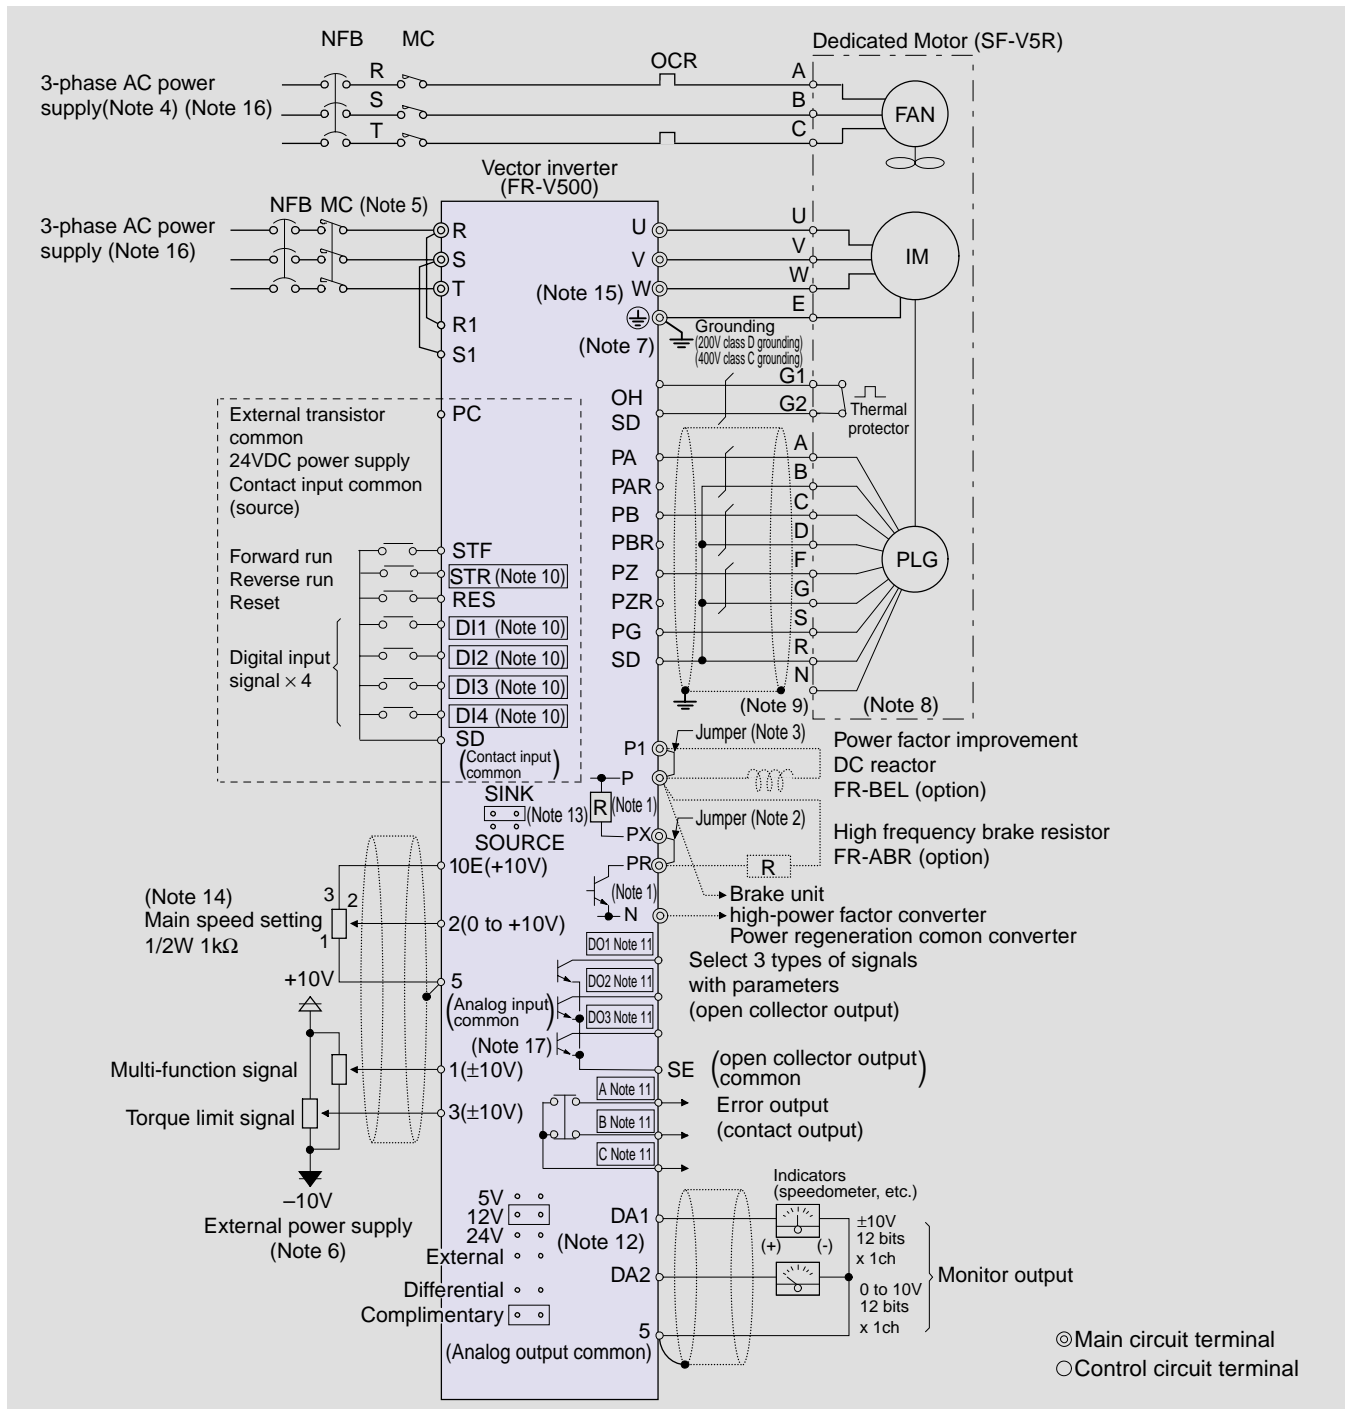 NFB MC
Dedicated Motor (SF-V5R)
OCR
3-phase AC power
supply(Note 4) (Note 16)
R
S
T
A
B
C
FAN
Vector inverter
(FR-V500)
NFB MC (Note 5)
3-phase AC power
supply (Note 16)
R
S
T
R1
S1
U
V
W
(Note 15)
(Note 7)
U
V
W
E
IM
Grounding
(200V class D grounding)
(400V class C grounding)
OH
SD
G1
G2
Thermal
protector
PC
External transistor
common
24VDC power supply
Contact input common
(source)
PA
PAR
PB
PBR
PZ
PZR
PG
SD
A
B
C
D
F
G
S
R
N
PLG
(Note 9)
(Note 8)
Forward run
Reverse run
Reset
Digital input
signal × 4
STF
STR (Note 10)
RES
DI1 (Note 10)
DI2 (Note 10)
DI3 (Note 10)
DI4 (Note 10)
SD
(Contact input
common)
SINK
(Note 13)
SOURCE
P1
P
R
(Note 1)
PX
PR
(Note 1)
N
Jumper (Note 3)
Power factor improvement
DC reactor
FR-BEL (option)
Jumper (Note 2)
High frequency brake resistor
FR-ABR (option)
R
Brake unit
high-power factor converter
Power regeneration comon converter
10E(+10V)
(Note 14)
Main speed setting
1/2W 1kΩ
3
2
1
2(0 to +10V)
5
(Analog input
common)
+10V
(Note 17)
Multi-function signal
1(±10V)
Torque limit signal
3(±10V)
–10V
External power supply
(Note 6)
DO1 Note 11
DO2 Note 11
DO3 Note 11
Select 3 types of signals
with parameters
(open collector output)
SE
(open collector output
common)
A Note 11
B Note 11
C Note 11
Error output
(contact output)
5V
12V
24V
External
Differential
Complimentary
DA1
(Note 12)
DA2
5
(Analog output common)
Indicators
(speedometer, etc.)
(+) (-)
±10V
12 bits
x 1ch
0 to 10V
12 bits
x 1ch
Monitor output
Main circuit terminal
Control circuit terminal